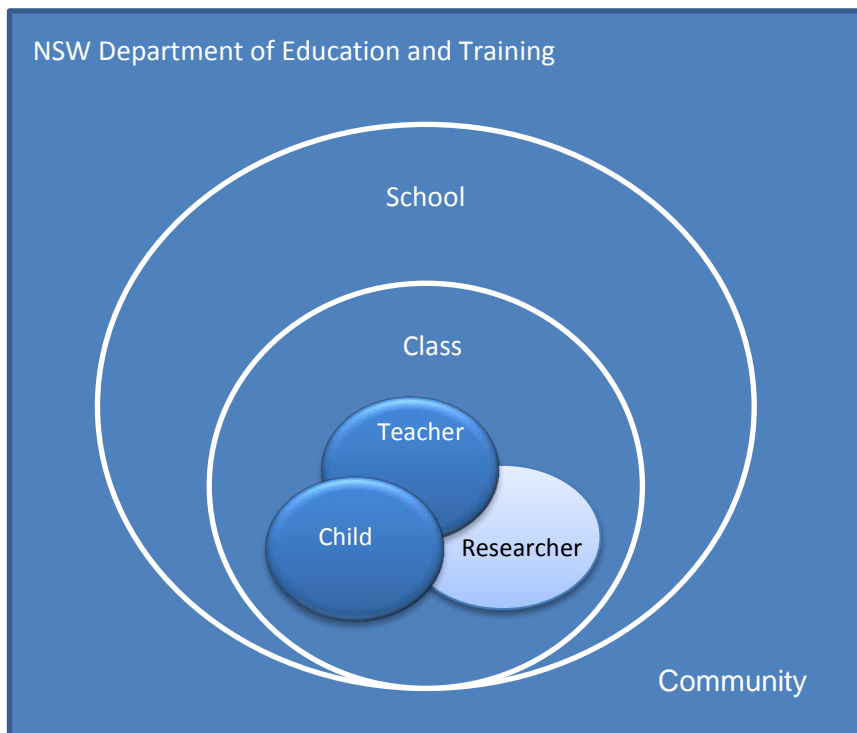 NSW Department of Education and Training
School
Class
Teacher
Child
Researcher
Community